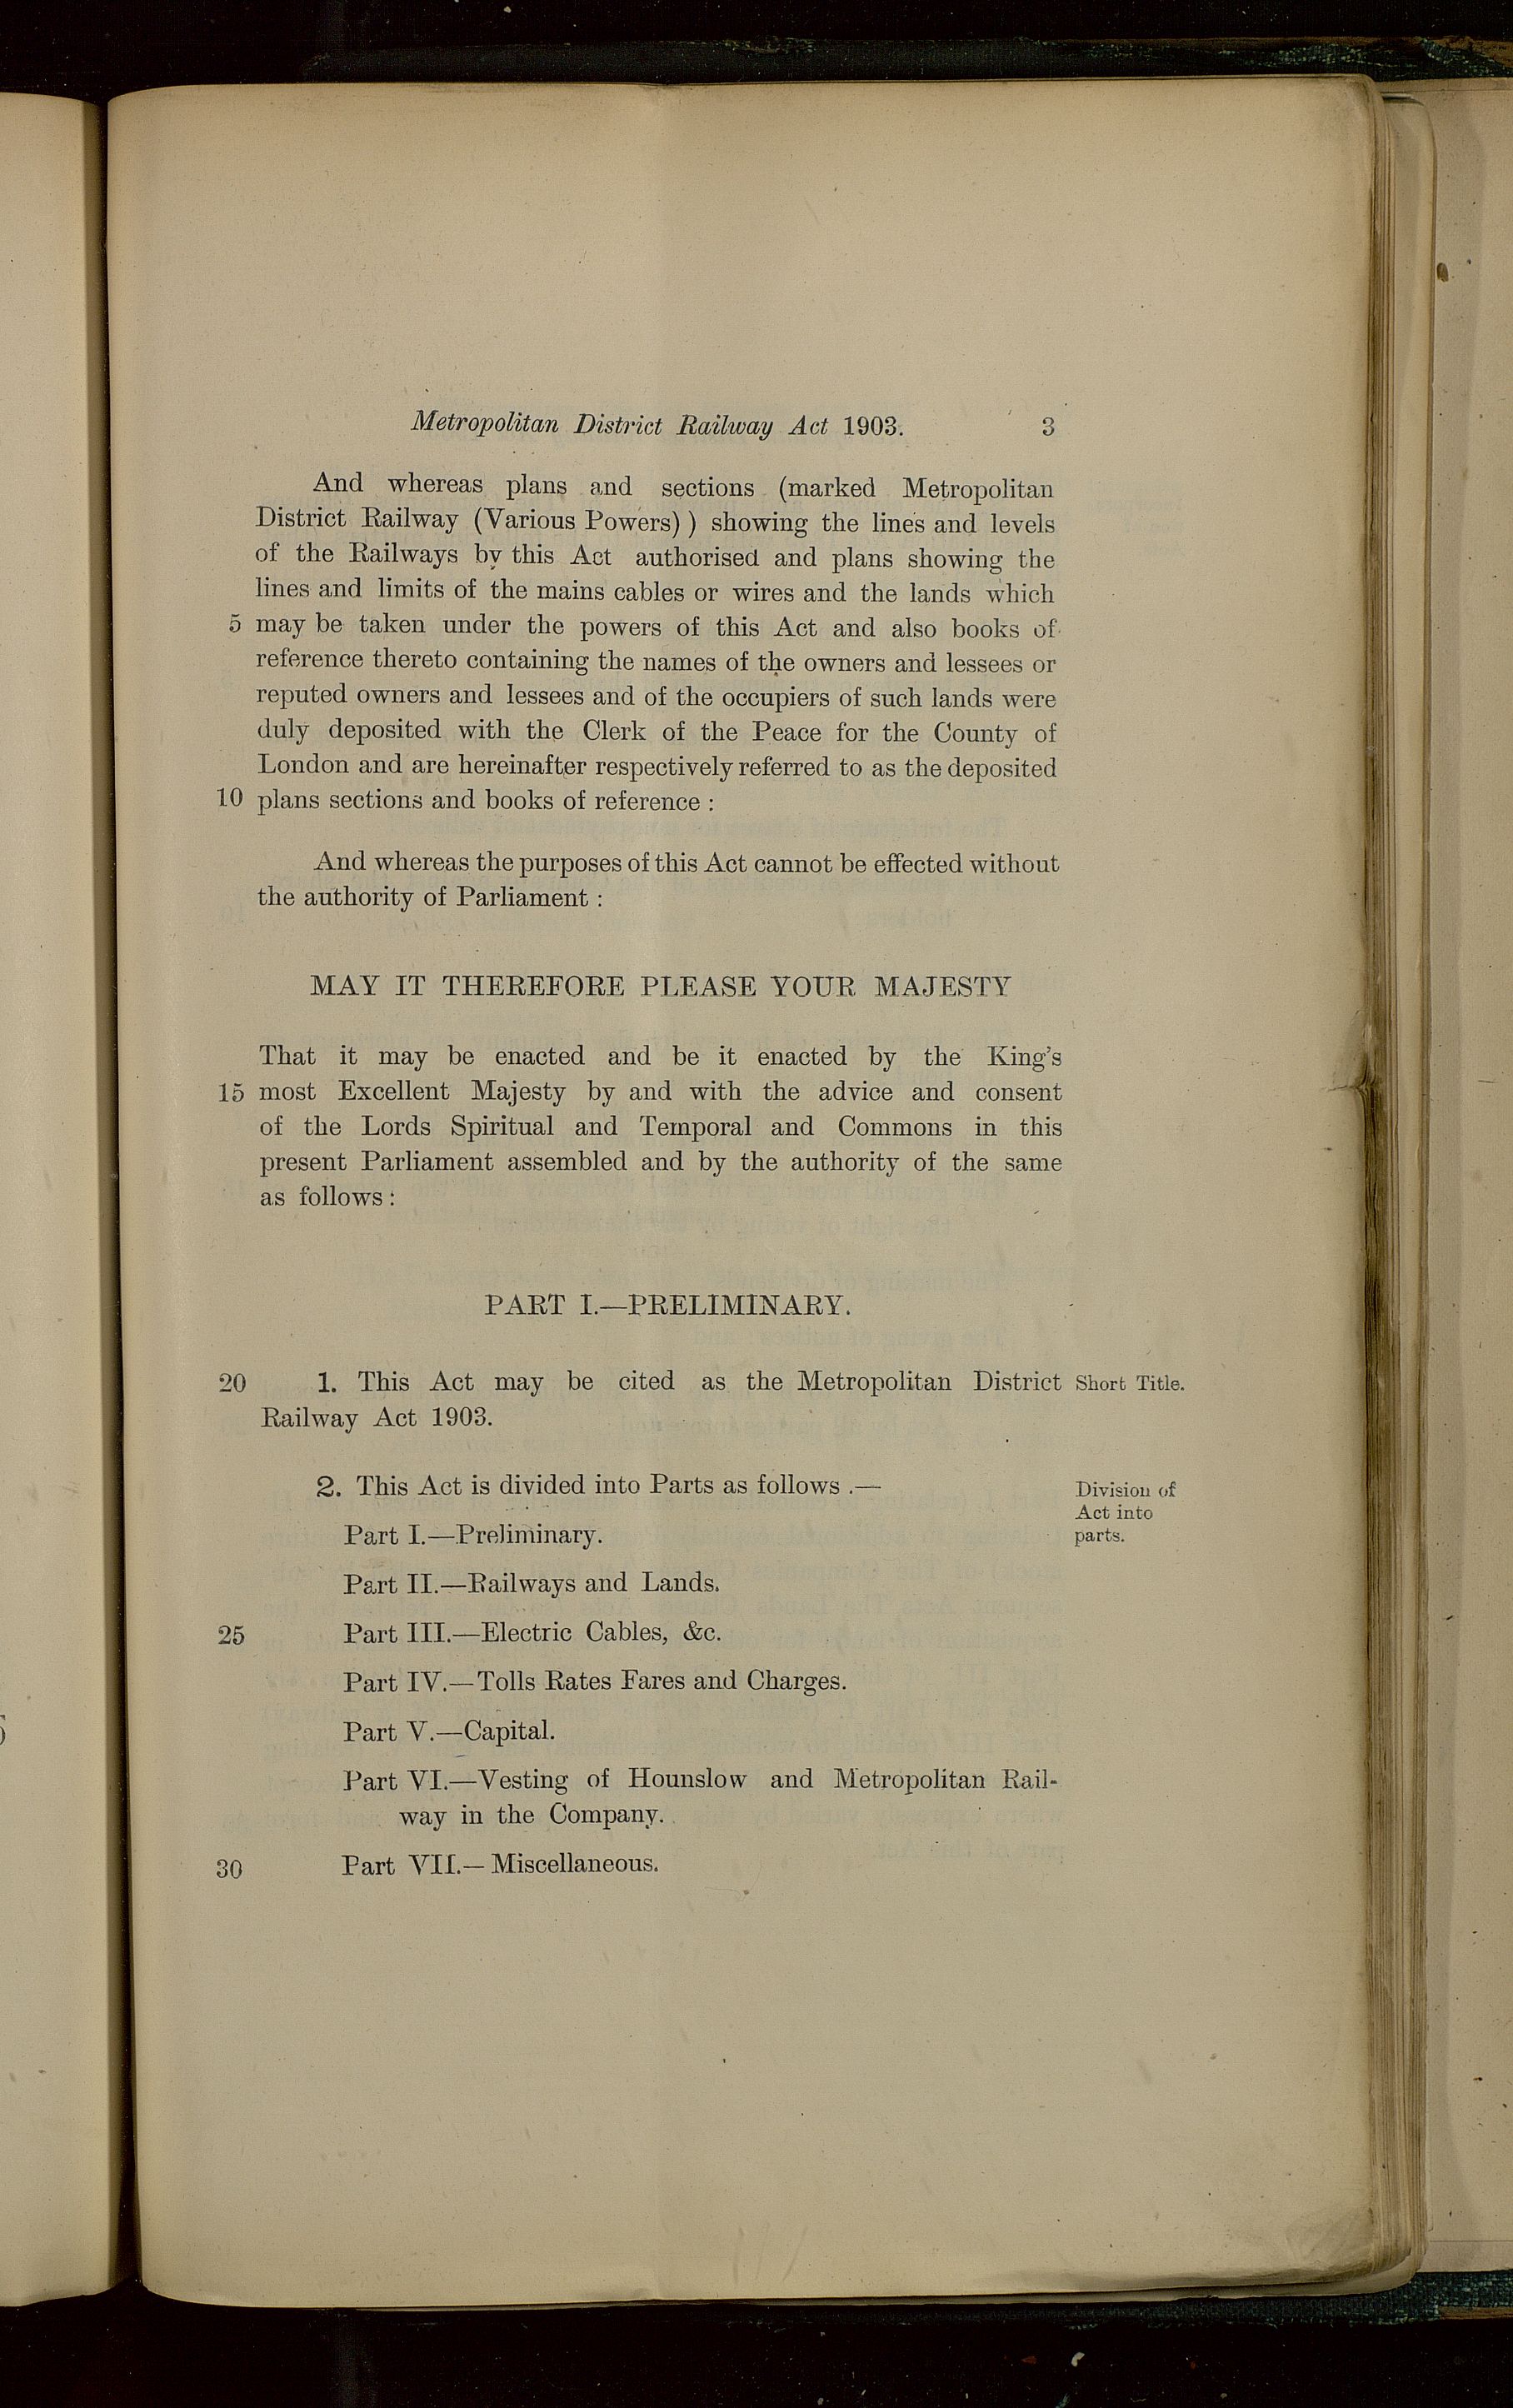 Metropolitan District Railway Act 1903. 3
And whereas plans and sections (marked Metropolitan
District Railway (Various Powers) ) showing the lines and levels
of the Railways by this Act authorised and plans showing the
lines and limits of the mains cables or wires and the lands which
5 may be taken under the powers of this Act and also books of
reference thereto containing the names of the owners and lessees or
reputed owners and lessees and of the occupiers of such lands were
duly deposited with the Clerk of the Peace for the County of
London and are hereinafter respectively referred to as the deposited
10 plans sections and books of reference :
And whereas the purposes of this Act cannot be effected without
the authority of Parliament :
MAY IT THEREFORE PLEASE YOUR MAJESTY
That it may be enacted and be it enacted by the King's
15 most Excellent Majesty by and with the advice and consent
of the Lords Spiritual and Temporal and Commons in this
present Parliament assembled and by the authority of the same
as follows :
PART I.—PRELIMINARY.
20 1. This Act may be cited as the Metropolitan District Short Title.
Railway Act 1903.
2. This Act is divided into Parts as follows .—
Division of
Act into
parts.
Part I.—Preliminary.
Part II.—Railways and Lands.
25 Part III.—Electric Cables, &c.
Part IV.—Tolls Rates Fares and Charges.
Part V.—Capital.
Part VI.—Vesting of Hounslow and Metropolitan Rail-
way in the Company.
30 Part VII.—Miscellaneous.